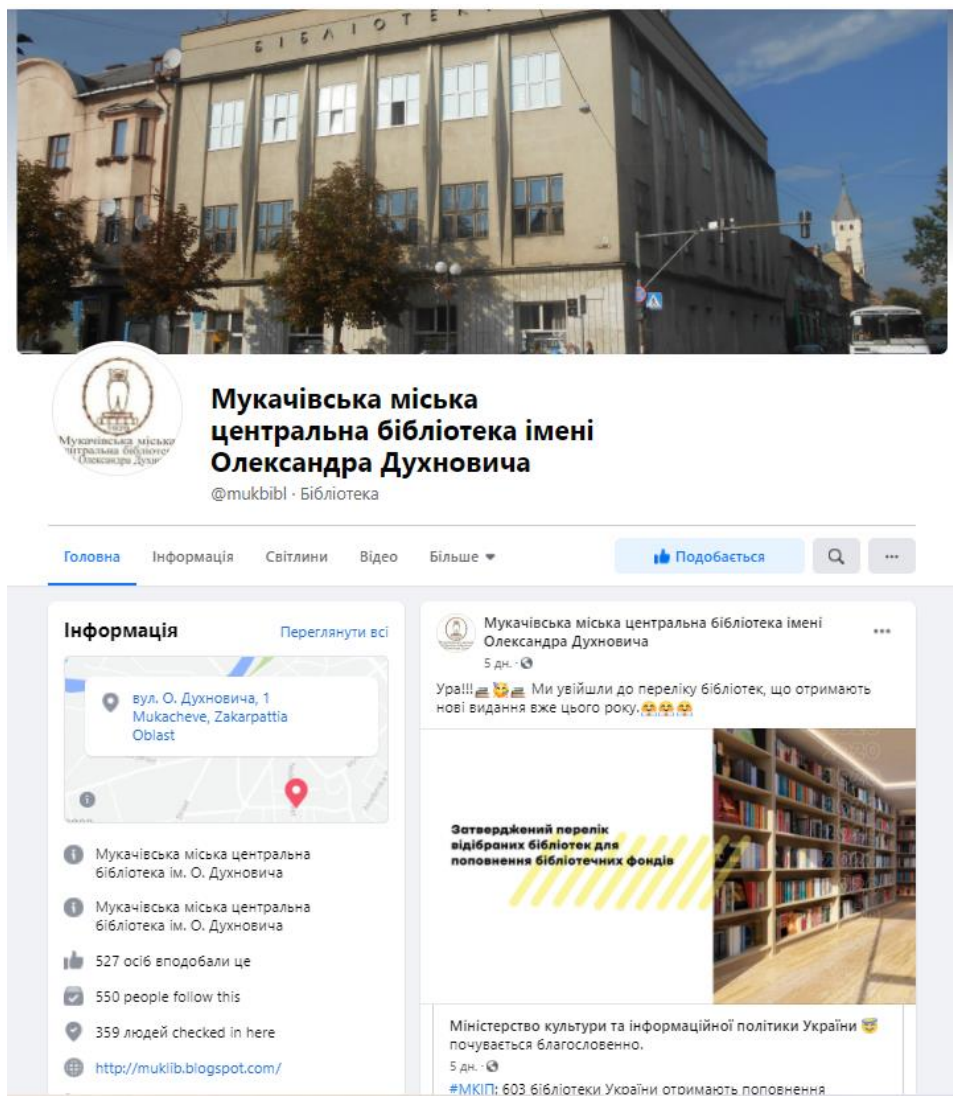 БІБЛІОТЕКА
Мукачівська міська
центральна бібліотека імені
Олександра Духновича
@mukbibl · Бібліотека
Головна Інформація Світлини Відео Більше
Подобається
Інформація
Переглянути всі
вул. О. Духновича, 1
Mukacheve, Zakarpattia
Oblast
Мукачівська міська центральна
бібліотека ім. О. Духновича
Мукачівська міська центральна
бібліотека ім. О. Духновича
527 осіб вподобали це
550 people follow this
359 людей checked in here
http://muklib.blogspot.com/
Мукачівська міська центральна бібліотека імені
Олександра Духновича
5 дн. ·
Ура!!! Ми увійшли до переліку бібліотек, що отримають
нові видання вже цього року.
Затверджений перелік
відібраних бібліотек для
поповнення бібліотечних фондів
Міністерство культури та інформаційної політики України
почувається благословенно.
5 дн. ·
#МКІП: 603 бібліотеки України отримають поповнення